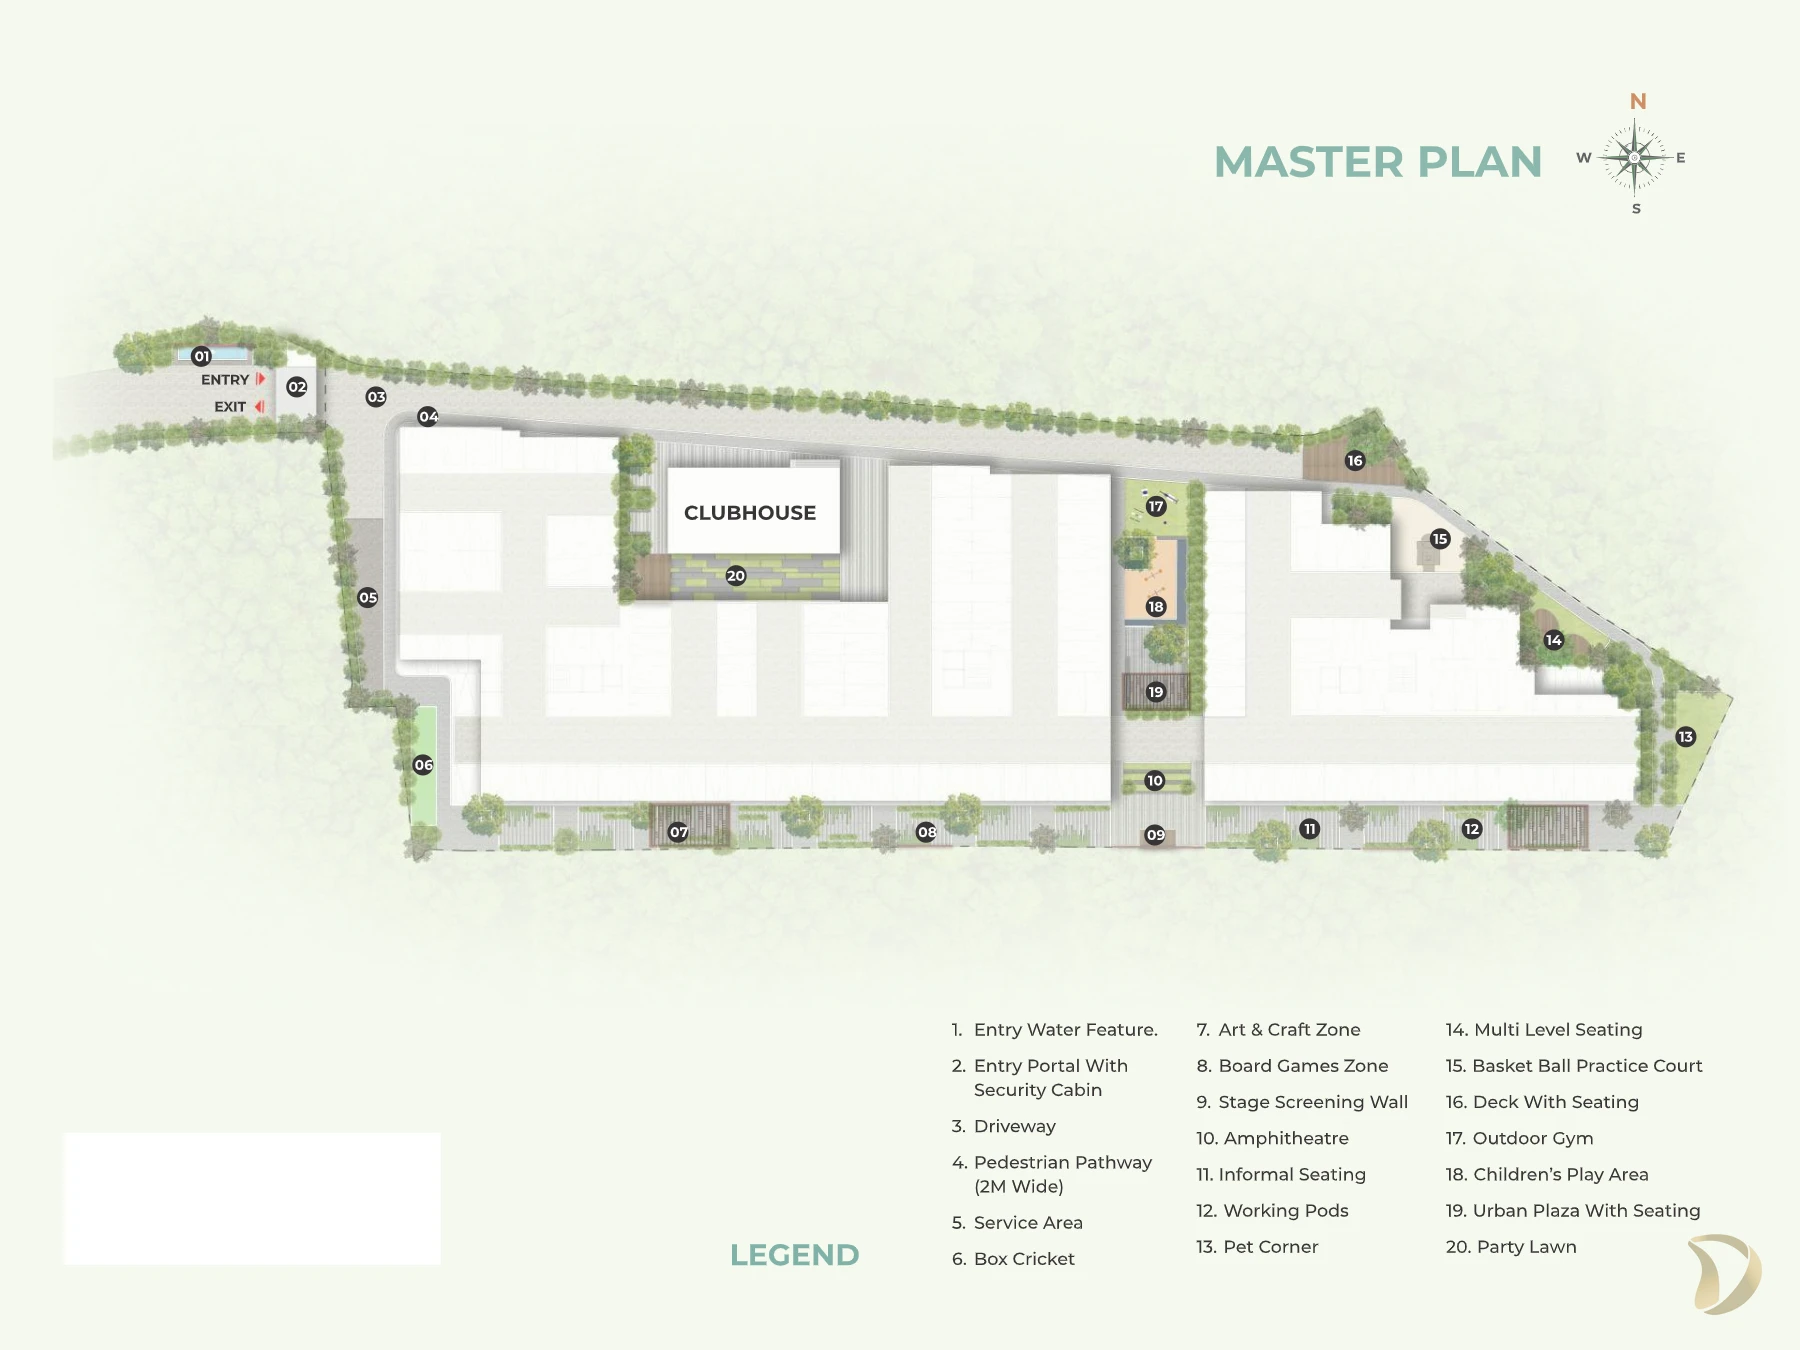 N
MASTER PLAN
W
E
S
01
ENTRY
02
03
EXIT
04
16
17
CLUBHOUSE
15
20
05
18
14
19
13
06
10
07
08
09
11
12
1. Entry Water Feature.
2. Entry Portal With
Security Cabin
3. Driveway
4. Pedestrian Pathway
(2M Wide)
5. Service Area
6. Box Cricket
7. Art & Craft Zone
8. Board Games Zone
9. Stage Screening Wall
10. Amphitheatre
11. Informal Seating
12. Working Pods
13. Pet Corner
14. Multi Level Seating
15. Basket Ball Practice Court
16. Deck With Seating
17. Outdoor Gym
18. Children's Play Area
19. Urban Plaza With Seating
20. Party Lawn
LEGEND